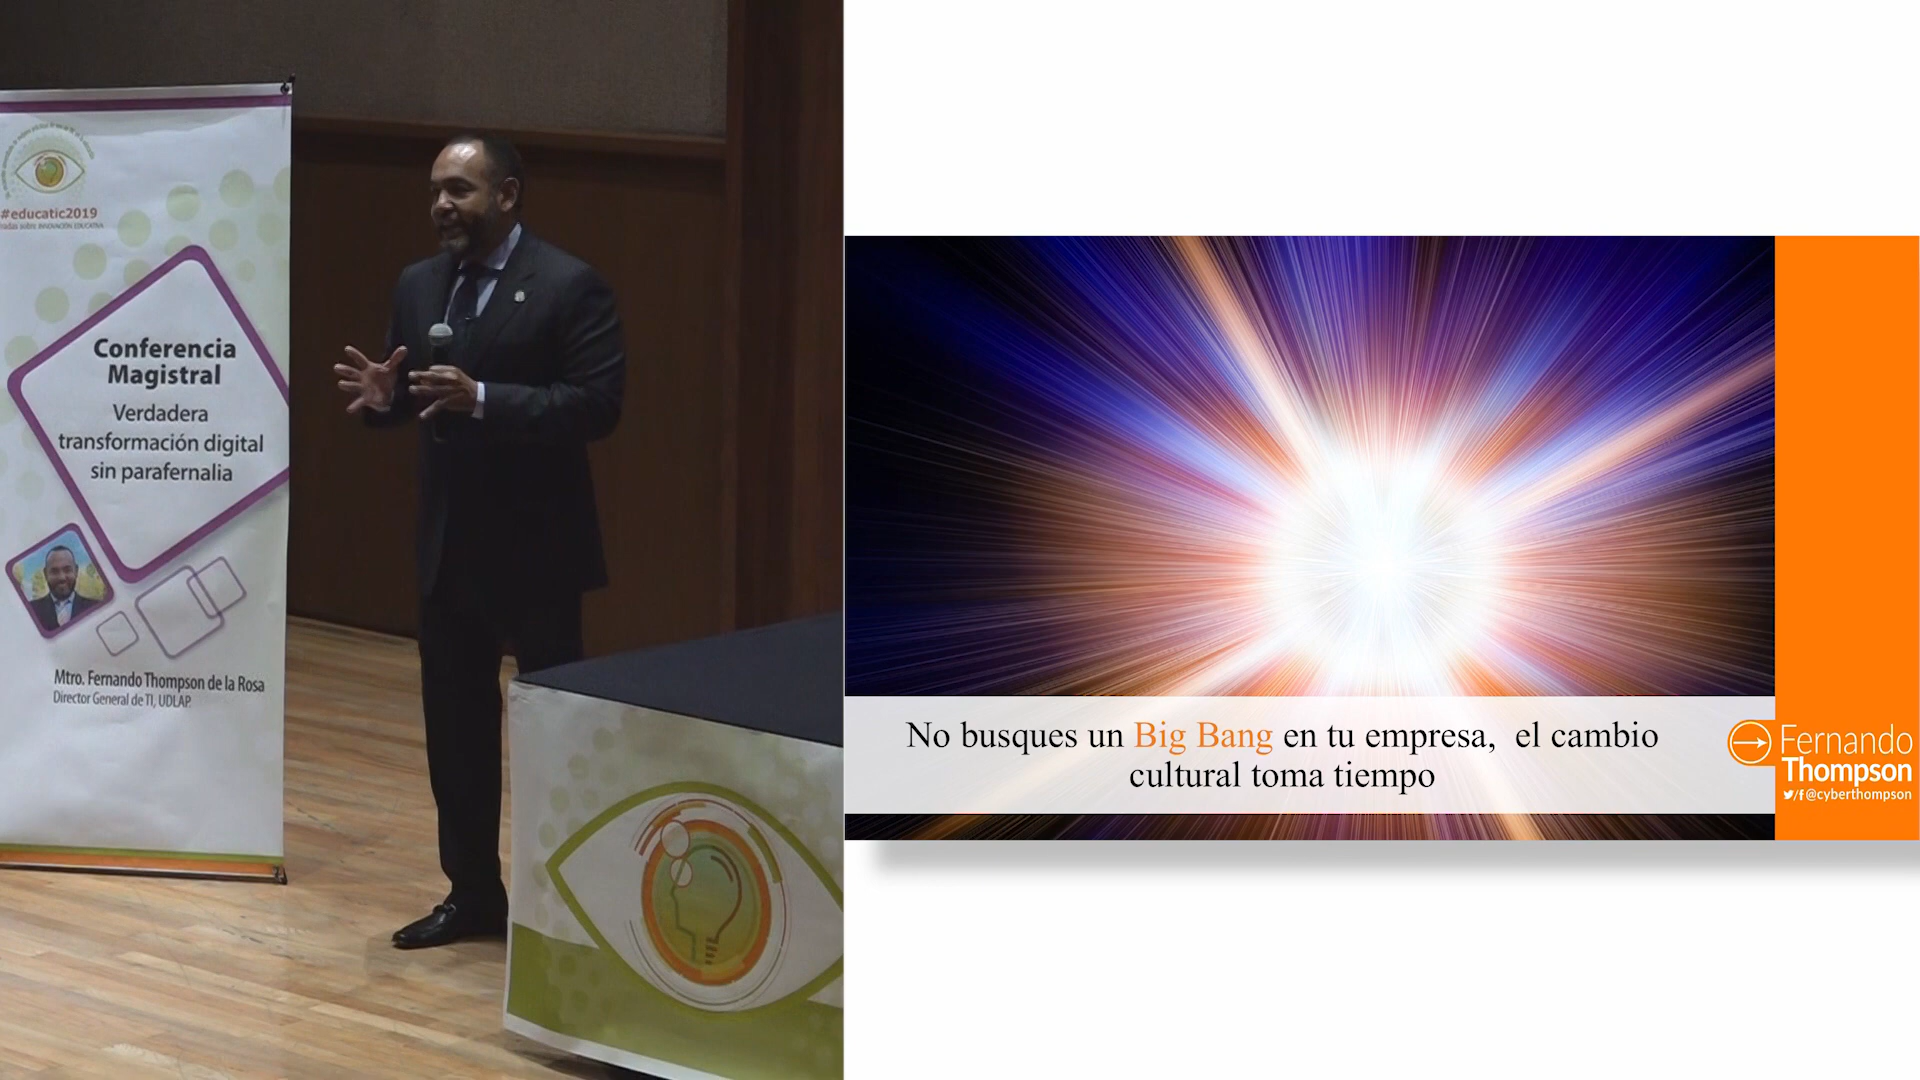 #educatic2019
Conferencia
Magistral
Verdadera
transformación digital
sin parafernalia
Mtro. Fernando Thompson de la Rosa
Director General de TI, UDLAP.
No busques un Big Bang en tu empresa, el cambio
cultural toma tiempo
Fernando
Thompson
/f@cyberthompson